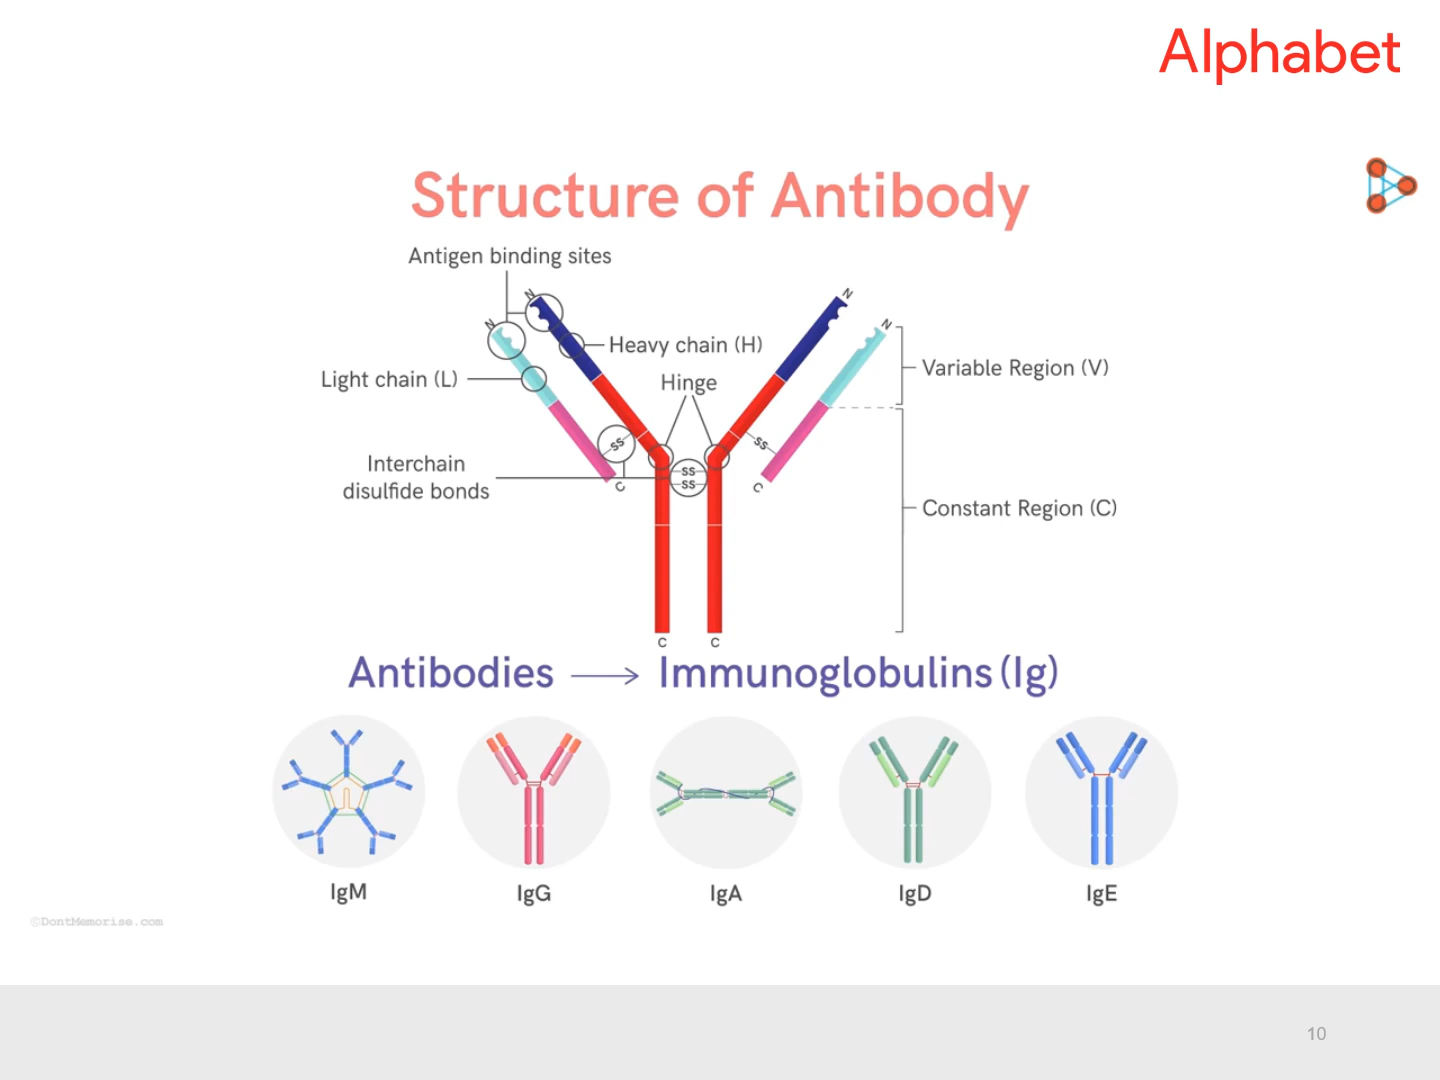 Alphabet
Structure of Antibody
Antigen binding sites
N
N
N
N
Heavy chain (H)
Variable Region (V)
Light chain (L)
Hinge
SS
SS
Interchain
disulfide bonds
SS
SS
C
C
Constant Region (C)
C
C
Antibodies → Immunoglobulins (Ig)
IgM
IgG
IgA
IgD
IgE
©DontMemorise.com
10